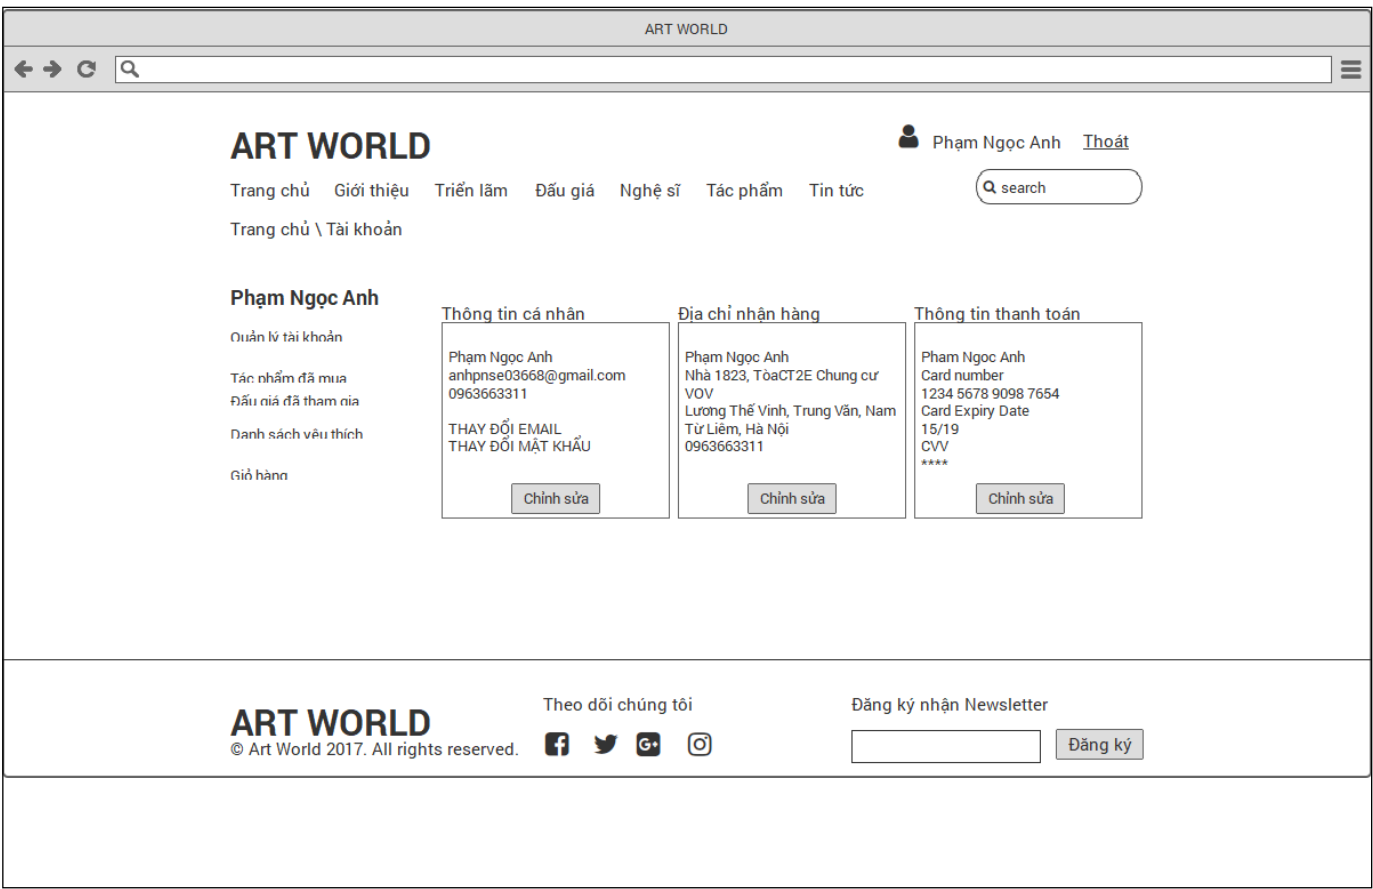 ART WORLD
ART WORLD
Phạm Ngọc Anh Thoát
Trang chủ Giới thiệu Triển lãm Đấu giá Nghệ sĩ Tác phẩm Tin tức
search
Trang chủ \ Tài khoản
Phạm Ngọc Anh
Quản lý tài khoản
Tác phẩm đã mua
Đấu giá đã tham gia
Danh sách yêu thích
Giỏ hàng
Thông tin cá nhân
Phạm Ngọc Anh
anhpnse03668@gmail.com
0963663311
THAY ĐỔI EMAIL
THAY ĐỔI MẬT KHẨU
Chỉnh sửa
Địa chỉ nhận hàng
Phạm Ngọc Anh
Nhà 1823, TòaCT2E Chung cư
VOV
Lương Thế Vinh, Trung Văn, Nam
Từ Liêm, Hà Nội
0963663311
Chỉnh sửa
Thông tin thanh toán
Pham Ngoc Anh
Card number
1234 5678 9098 7654
Card Expiry Date
15/19
CVV
****
Chỉnh sửa
ART WORLD
© Art World 2017. All rights reserved.
Theo dõi chúng tôi
Đăng ký nhận Newsletter
Đăng ký